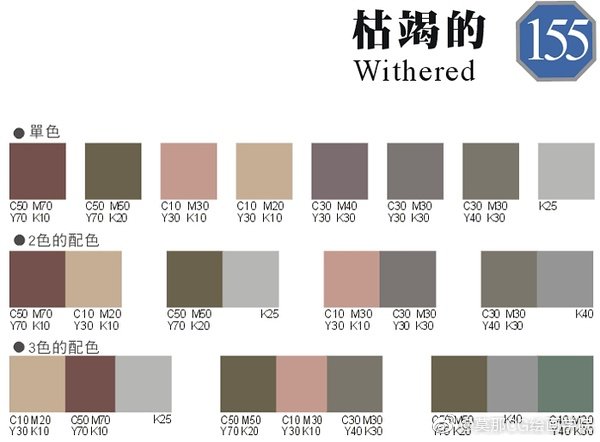 枯竭的
155
Withered
單色
C50 M70 C50 M50 C10 M30 C10 M20 C30 M40 C30 M30 C30 M30 K25
Y70 K10 Y70 K20 Y30 K10 Y30 K10 Y30 K30 Y30 K30 Y40 K30
2色的配色
C50 M70 C10 M20 C50 M50 K25 C10 M30 C30 M30 C30 M30 K40
Y70 K10 Y30 K10 Y70 K20 Y30 K10 Y30 K30 Y40 K30
3色的配色
C10 M20 C50 M70 K25 C50 M50 C10 M30 C30 M30 C50 M50 K40 C40 M20
Y30 K10 Y70 K10 Y70 K20 Y30 K10 Y40 K30 K20 Y40 K30